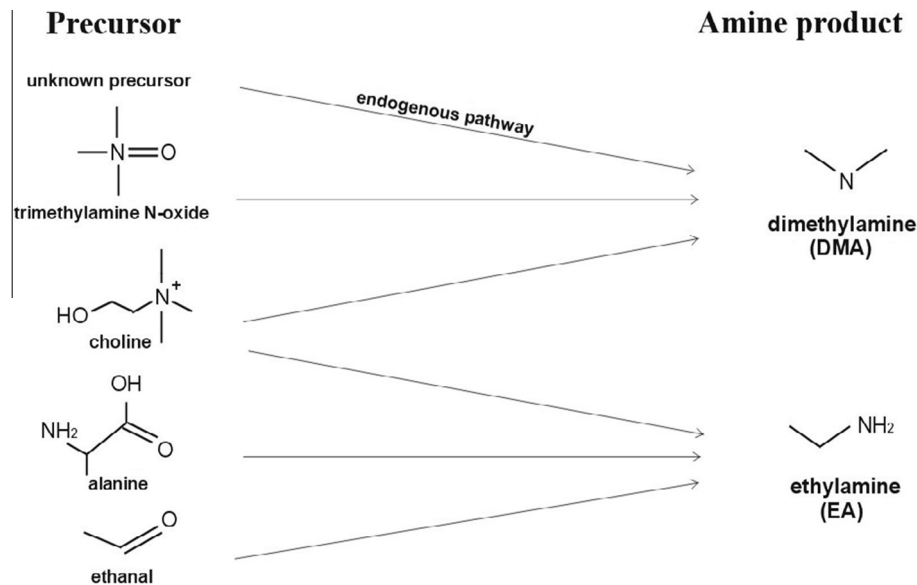 Precursor
Amine product
unknown precursor
endogenous pathway
N
O
trimethylamine N-oxide
N
dimethylamine
(DMA)
HO
N+
choline
OH
NH2
O
alanine
NH2
ethylamine
(EA)
O
ethanal